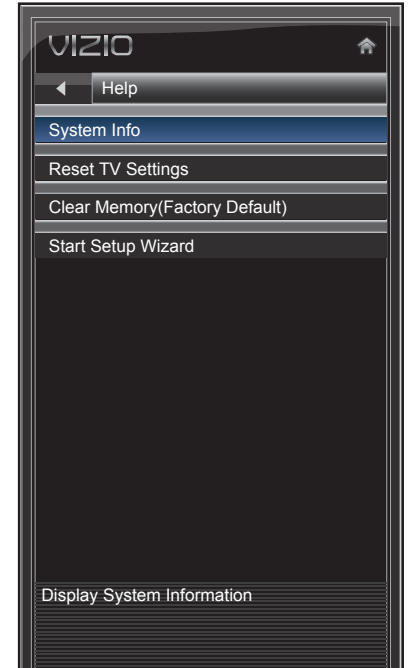 VIZIO
Help
System Info
Reset TV Settings
Clear Memory(Factory Default)
Start Setup Wizard
Display System Information